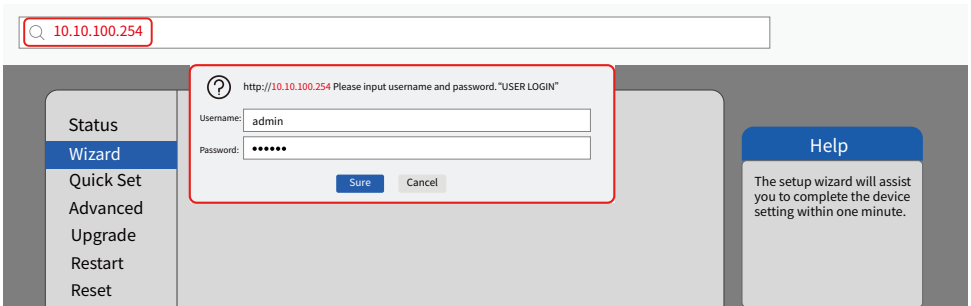 10.10.100.254
http://10.10.100.254 Please input username and password. “USER LOGIN”
Username: admin
Password: ••••••
Sure Cancel
Status
Wizard
Quick Set
Advanced
Upgrade
Restart
Reset
Help
The setup wizard will assist
you to complete the device
setting within one minute.